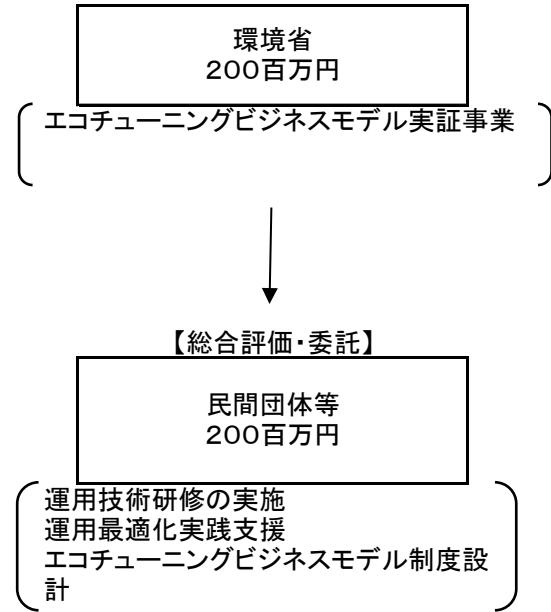 環境省
200百万円
エコチューニングビジネスモデル実証事業
【総合評価・委託】
民間団体等
200百万円
運用技術研修の実施
運用最適化実践支援
エコチューニングビジネスモデル制度設
計